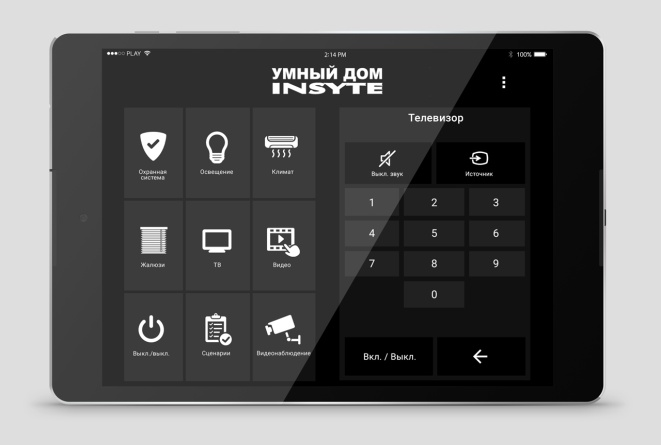 PLAY
2:14 PM
100%
УМНЫЙ ДОМ
INSYTE
Охранная
система
Освещение
Климат
Жалюзи
ТВ
Видео
Выкл./выкл.
Сценарии
Видеонаблюдение
Телевизор
Выкл. звук
Источник
1 2 3
4 5 6
7 8 9
0
Вкл. / Выкл.